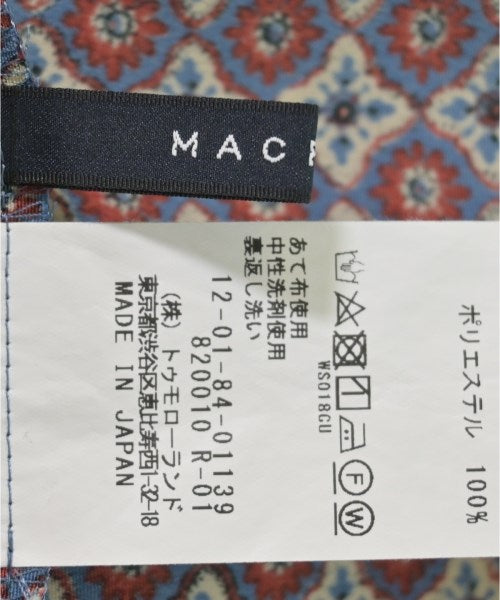 MAC
ポリエステル 100%
WS018GU
あて布使用
中性洗剤使用
裏返し洗い
12-01-84-01139
820010 R-01
(株) トゥモローランド
東京都渋谷区恵比寿西1-32-18
MADE IN JAPAN